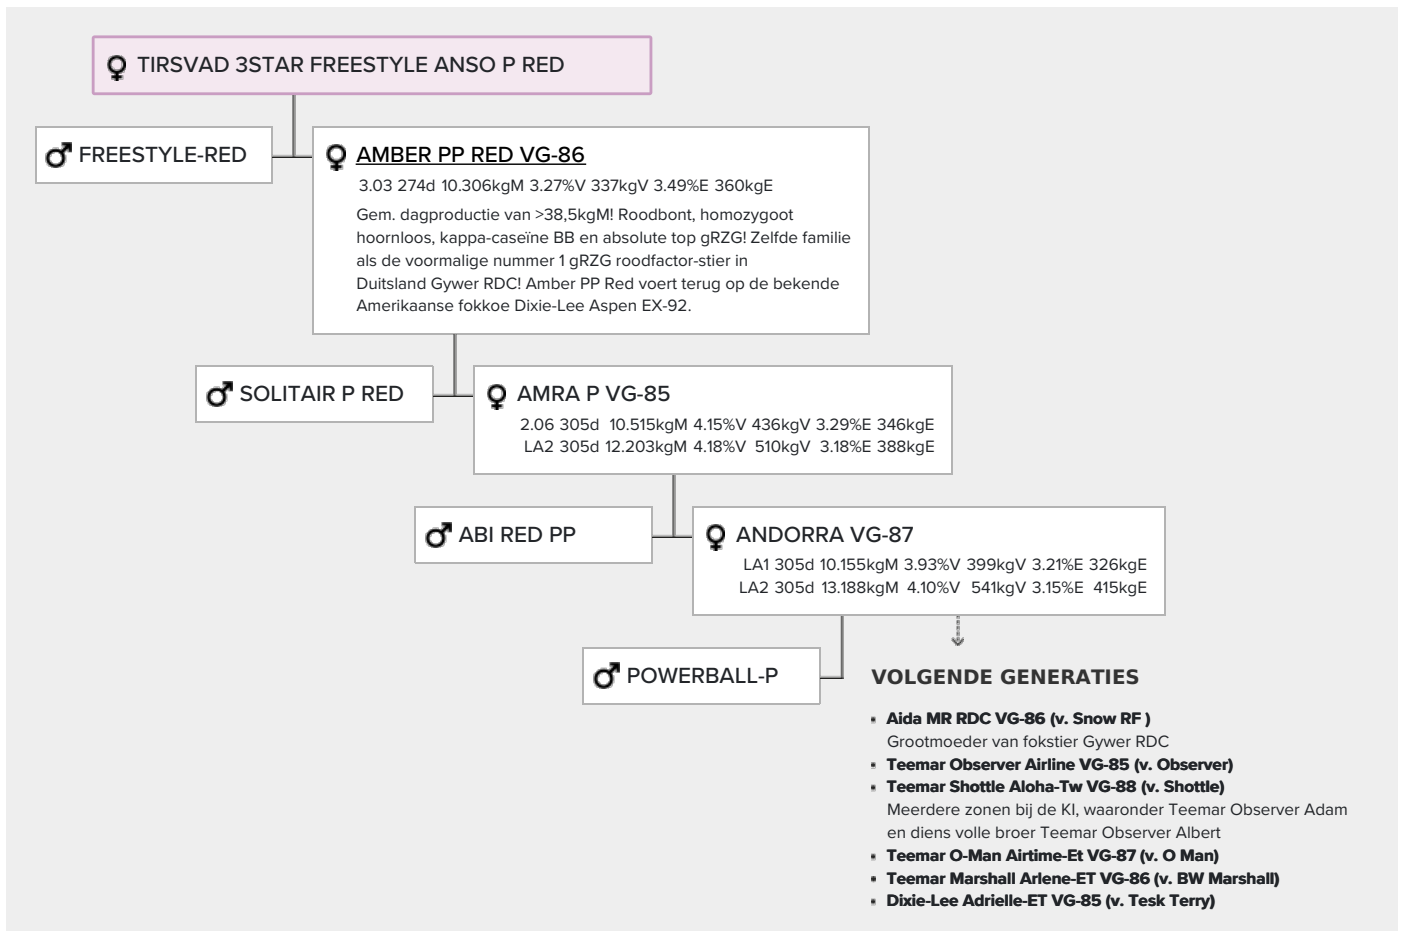 TIRSVAD 3STAR FREESTYLE ANSO P RED
FREESTYLE-RED
AMBER PP RED VG-86
3.03 274d 10.306kgM 3.27%V 337kgV 3.49%E 360kgE
Gem. dagproductie van >38,5kgM! Roodbont, homozygoot
hoornloos, kappa-caseïne BB en absolute top gRZG! Zelfde familie
als de voormalige nummer 1 gRZG roodfactor-stier in
Duitsland Gywer RDC! Amber PP Red voert terug op de bekende
Amerikaanse fokkoe Dixie-Lee Aspen EX-92.
SOLITAIR P RED
AMRA P VG-85
2.06 305d 10.515kgM 4.15%V 436kgV 3.29%E 346kgE
LA2 305d 12.203kgM 4.18%V 510kgV 3.18%E 388kgE
ABI RED PP
ANDORRA VG-87
LA1 305d 10.155kgM 3.93%V 399kgV 3.21%E 326kgE
LA2 305d 13.188kgM 4.10%V 541kgV 3.15%E 415kgE
POWERBALL-P
VOLGENDE GENERATIES
▪ Aida MR RDC VG-86 (v. Snow RF )
Grootmoeder van fokstier Gywer RDC
▪ Teemar Observer Airline VG-85 (v. Observer)
▪ Teemar Shottle Aloha-Tw VG-88 (v. Shottle)
Meerdere zonen bij de KI, waaronder Teemar Observer Adam
en diens volle broer Teemar Observer Albert
▪ Teemar O-Man Airtime-Et VG-87 (v. O Man)
▪ Teemar Marshall Arlene-ET VG-86 (v. BW Marshall)
▪ Dixie-Lee Adrielle-ET VG-85 (v. Tesk Terry)